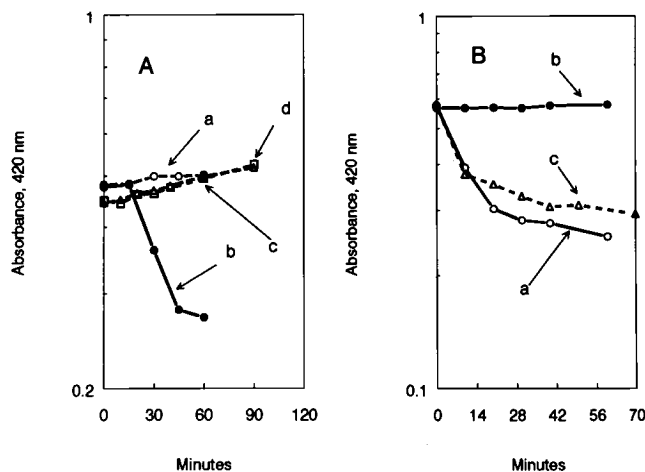 1
A
a
d
b
c
Absorbance, 420 nm
0.2
0 30 60 90 120
Minutes
1
B
b
c
a
Absorbance, 420 nm
0.1
0 14 28 42 56 70
Minutes